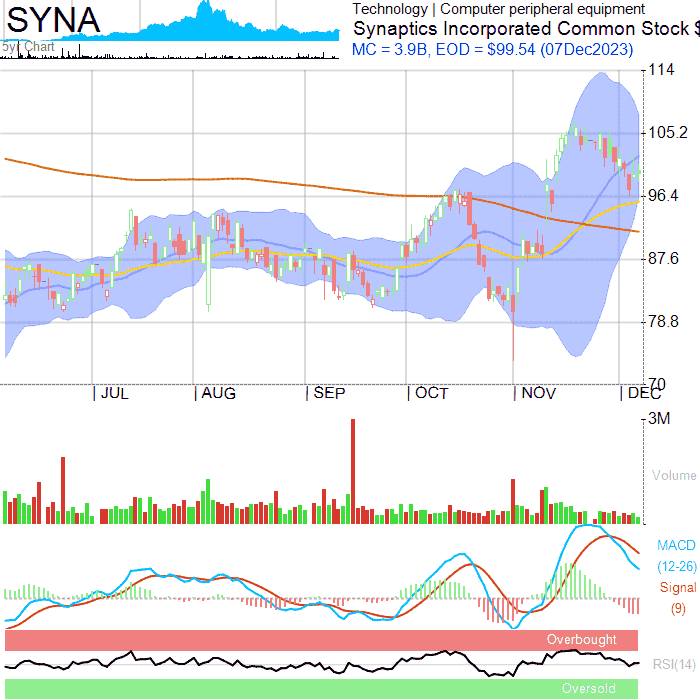 SYNA
5yr Chart
Technology | Computer peripheral equipment
Synaptics Incorporated Common Stock $
MC = 3.9B, EOD = $99.54 (07Dec2023)
114
105.2
96.4
87.6
78.8
70
JUL AUG SEP OCT NOV DEC
3M
Volume
MACD
(12-26)
Signal
(9)
Overbought
RSI(14)
Oversold